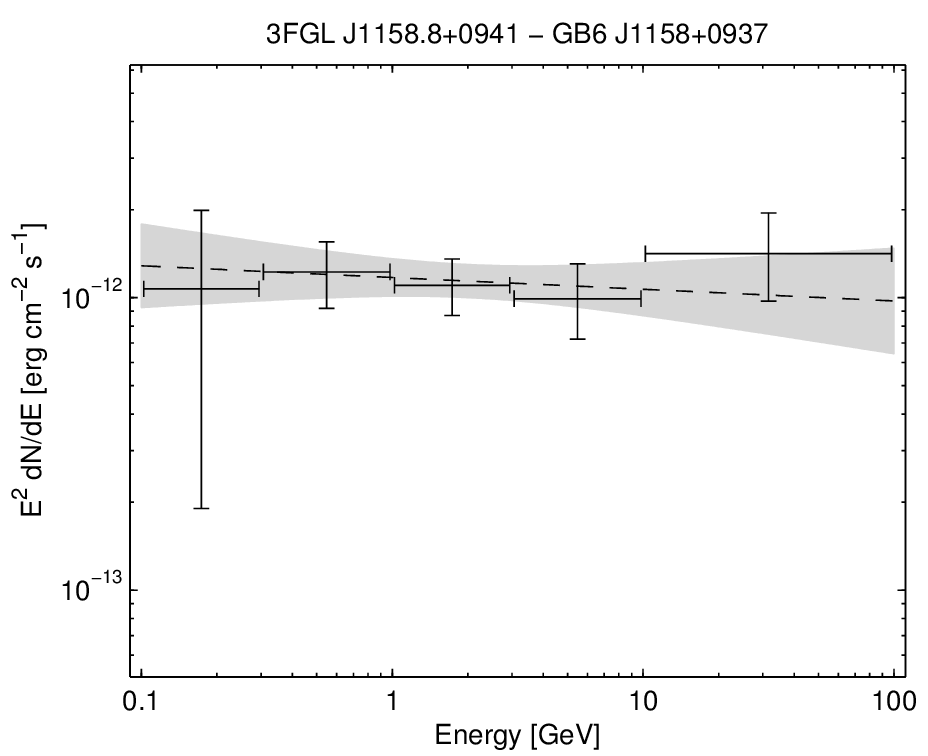 3FGL J1158.8+0941 − GB6 J1158+0937
E² dN/dE [erg cm⁻² s⁻¹]
10⁻¹²
10⁻¹³
0.1 1 10 100
Energy [GeV]